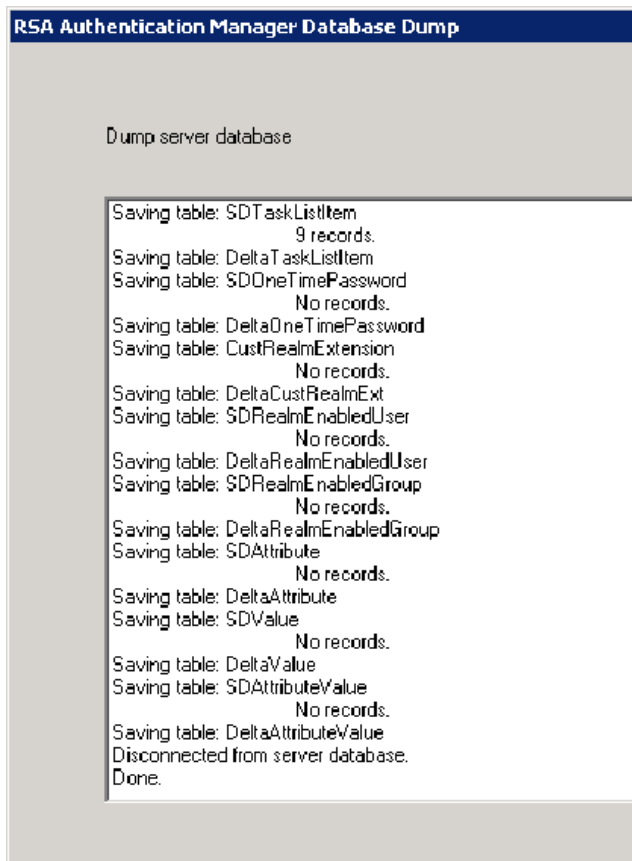 RSA Authentication Manager Database Dump
Dump server database
Saving table: SDTaskListItem
9 records.
Saving table: DeltaTaskListItem
Saving table: SDOneTimePassword
No records.
Saving table: DeltaOneTimePassword
Saving table: CustRealmExtension
No records.
Saving table: DeltaCustRealmExt
Saving table: SDRealmEnabledUser
No records.
Saving table: DeltaRealmEnabledUser
Saving table: SDRealmEnabledGroup
No records.
Saving table: DeltaRealmEnabledGroup
Saving table: SDAttribute
No records.
Saving table: DeltaAttribute
Saving table: SDValue
No records.
Saving table: DeltaValue
Saving table: SDAttributeValue
No records.
Saving table: DeltaAttributeValue
Disconnected from server database.
Done.